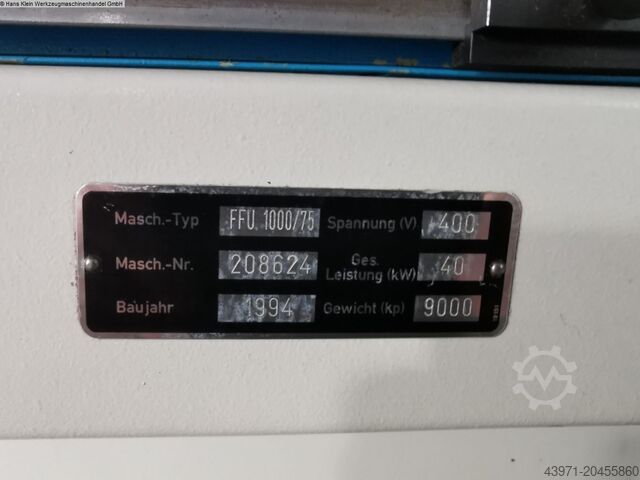 © Hans Klein Werkzeugmaschinenhandel GmbH
Masch.-Typ FFU 1000/75 Spannung (V) 400
Masch.-Nr. 208624 Ges. Leistung (kW) 40
Baujahr 1994 Gewicht (kp) 9000
43971-20455860